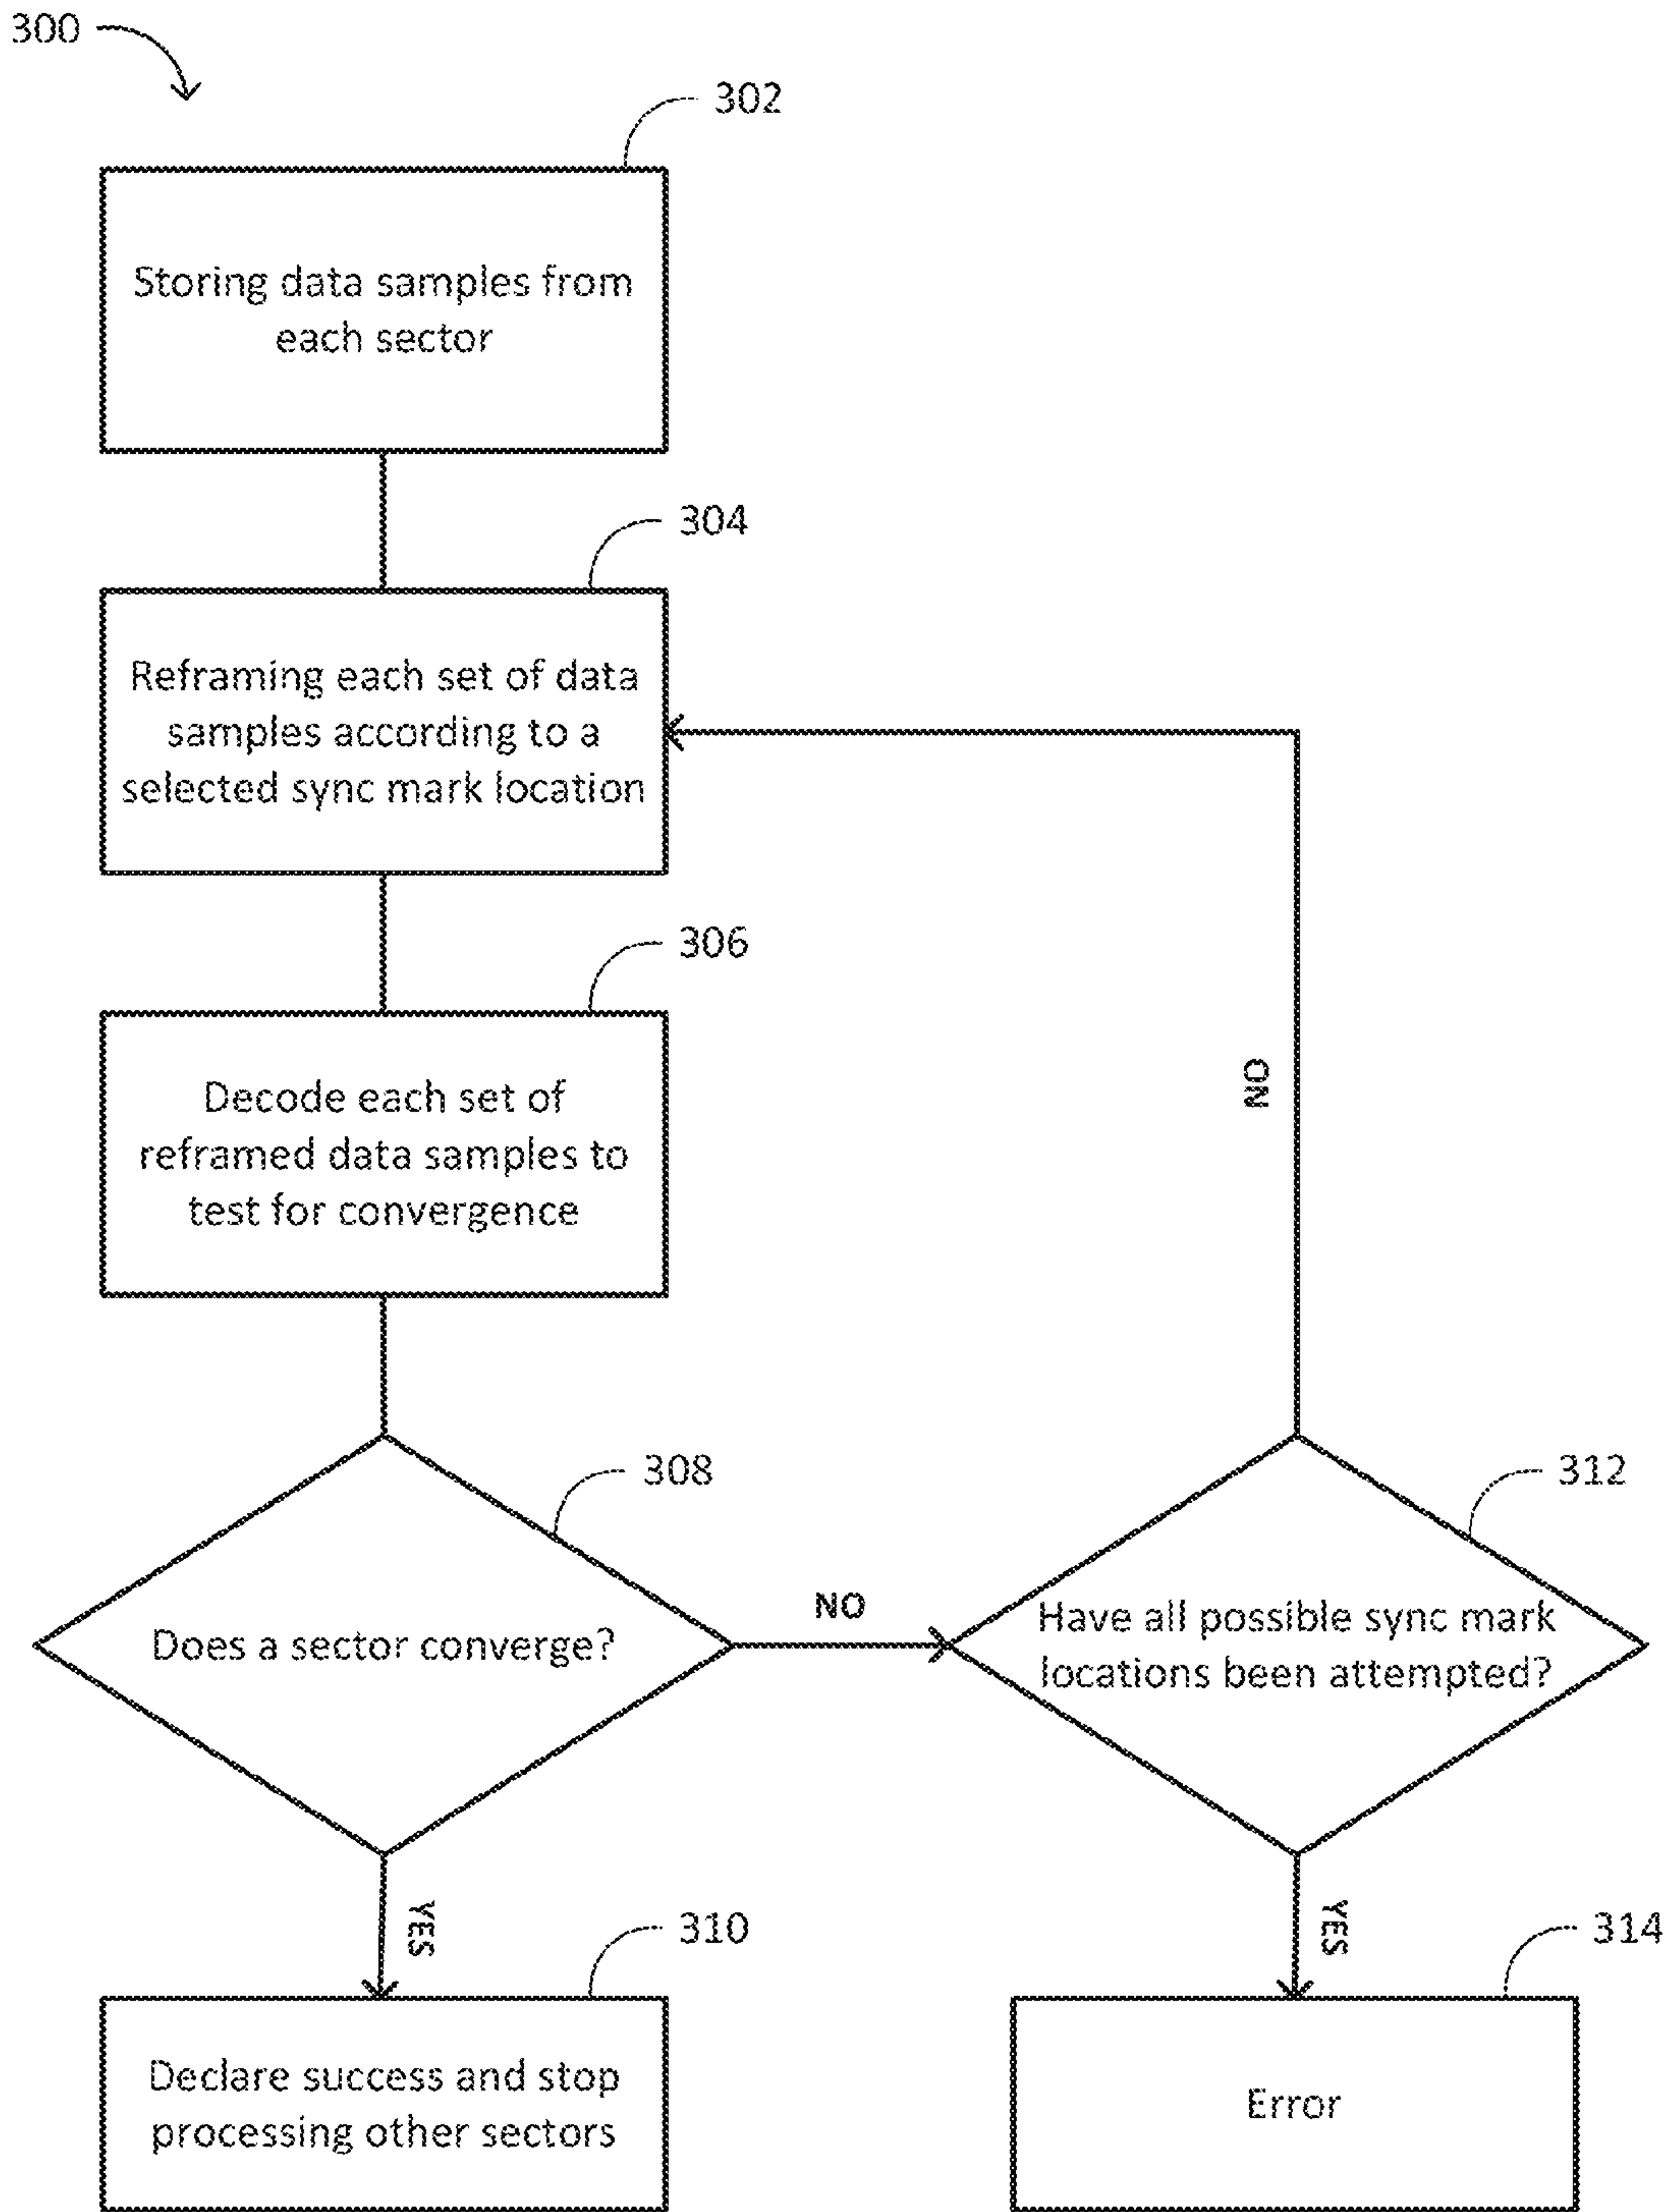 300
302
Storing data samples from
each sector
304
Reframing each set of data
samples according to a
selected sync mark location
306
Decode each set of
reframed data samples to
test for convergence
NO
308
Does a sector converge?
NO
312
Have all possible sync mark
locations been attempted?
YES
310
Declare success and stop
processing other sectors
YES
314
Error